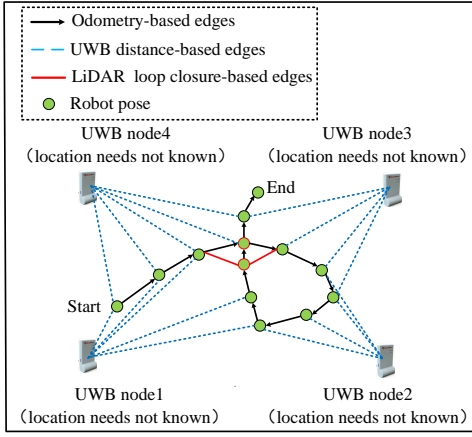 Odometry-based edges
UWB distance-based edges
LiDAR loop closure-based edges
Robot pose
UWB node4
(location needs not known)
UWB node3
(location needs not known)
End
Start
UWB node1
(location needs not known)
UWB node2
(location needs not known)